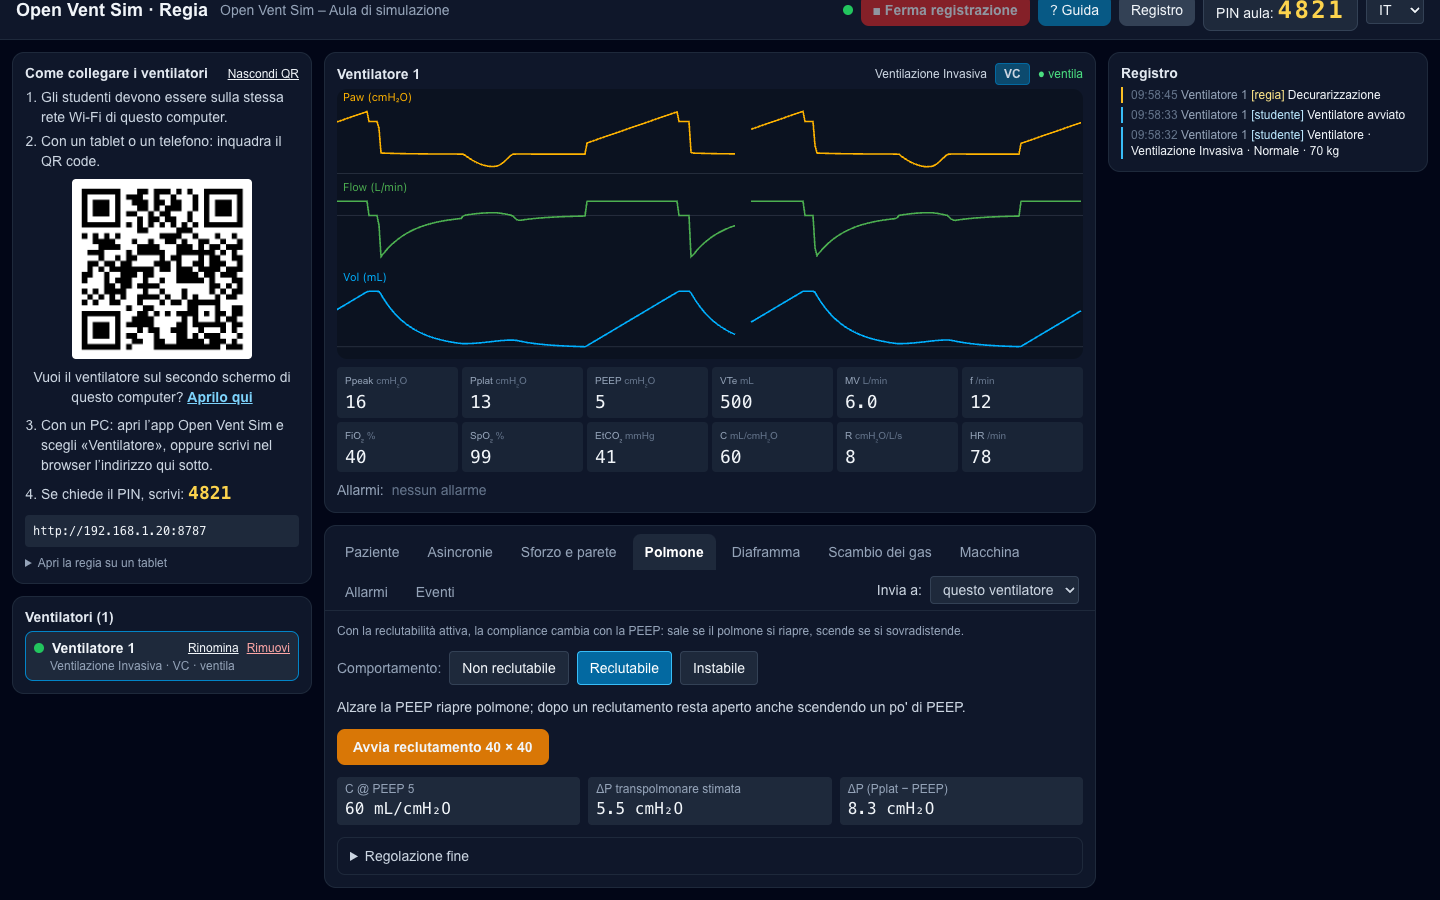 Open Vent Sim · Regia Open Vent Sim – Aula di simulazione ■ Ferma registrazione ? Guida Registro PIN aula: 4821 IT
Come collegare i ventilatori Nascondi QR
1. Gli studenti devono essere sulla stessa
rete Wi-Fi di questo computer.
2. Con un tablet o un telefono: inquadra il
QR code.
Vuoi il ventilatore sul secondo schermo di
questo computer? Aprilo qui
3. Con un PC: apri l'app Open Vent Sim e
scegli «Ventilatore», oppure scrivi nel
browser l'indirizzo qui sotto.
4. Se chiede il PIN, scrivi: 4821
http://192.168.1.20:8787
▶ Apri la regia su un tablet
Ventilatori (1)
Ventilatore 1 Rinomina Rimuovi
Ventilazione Invasiva · VC · ventila
Ventilatore 1 Ventilazione Invasiva VC ● ventila
Paw (cmH₂O)
Flow (L/min)
Vol (mL)
Ppeak cmH₂O Pplat cmH₂O PEEP cmH₂O VTe mL MV L/min f /min
16 13 5 500 6.0 12
FiO₂ % SpO₂ % EtCO₂ mmHg C mL/cmH₂O R cmH₂O/L/s HR /min
40 99 41 60 8 78
Allarmi: nessun allarme
Paziente Asincronie Sforzo e parete Polmone Diaframma Scambio dei gas Macchina
Allarmi Eventi Invia a: questo ventilatore
Con la reclutabilità attiva, la compliance cambia con la PEEP: sale se il polmone si riapre, scende se si sovradistende.
Comportamento: Non reclutabile Reclutabile Instabile
Alzare la PEEP riapre polmone; dopo un reclutamento resta aperto anche scendendo un po' di PEEP.
Avvia reclutamento 40 × 40
C @ PEEP 5 ΔP transpolmonare stimata ΔP (Pplat − PEEP)
60 mL/cmH₂O 5.5 cmH₂O 8.3 cmH₂O
▶ Regolazione fine
Registro
09:58:45 Ventilatore 1 [regia] Decurarizzazione
09:58:33 Ventilatore 1 [studente] Ventilatore avviato
09:58:32 Ventilatore 1 [studente] Ventilatore ·
Ventilazione Invasiva · Normale · 70 kg